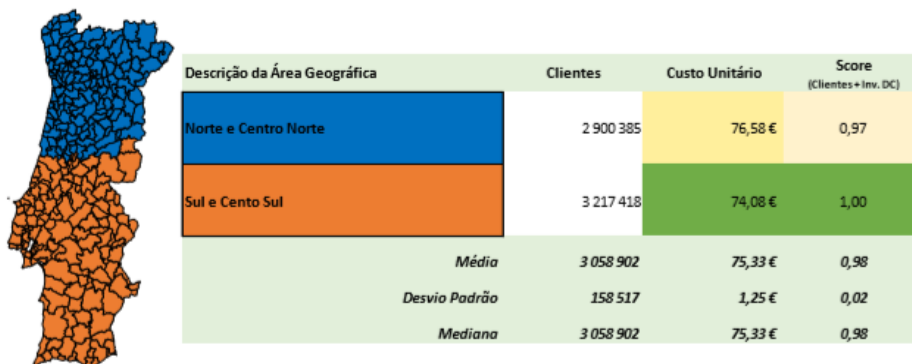 Descrição da Área Geográfica Clientes Custo Unitário Score
(Clientes + Inv. DC)
Norte e Centro Norte 2 900 385 76,58 € 0,97
Sul e Cento Sul 3 217 418 74,08 € 1,00
Média 3 058 902 75,33 € 0,98
Desvio Padrão 158 517 1,25 € 0,02
Mediana 3 058 902 75,33 € 0,98